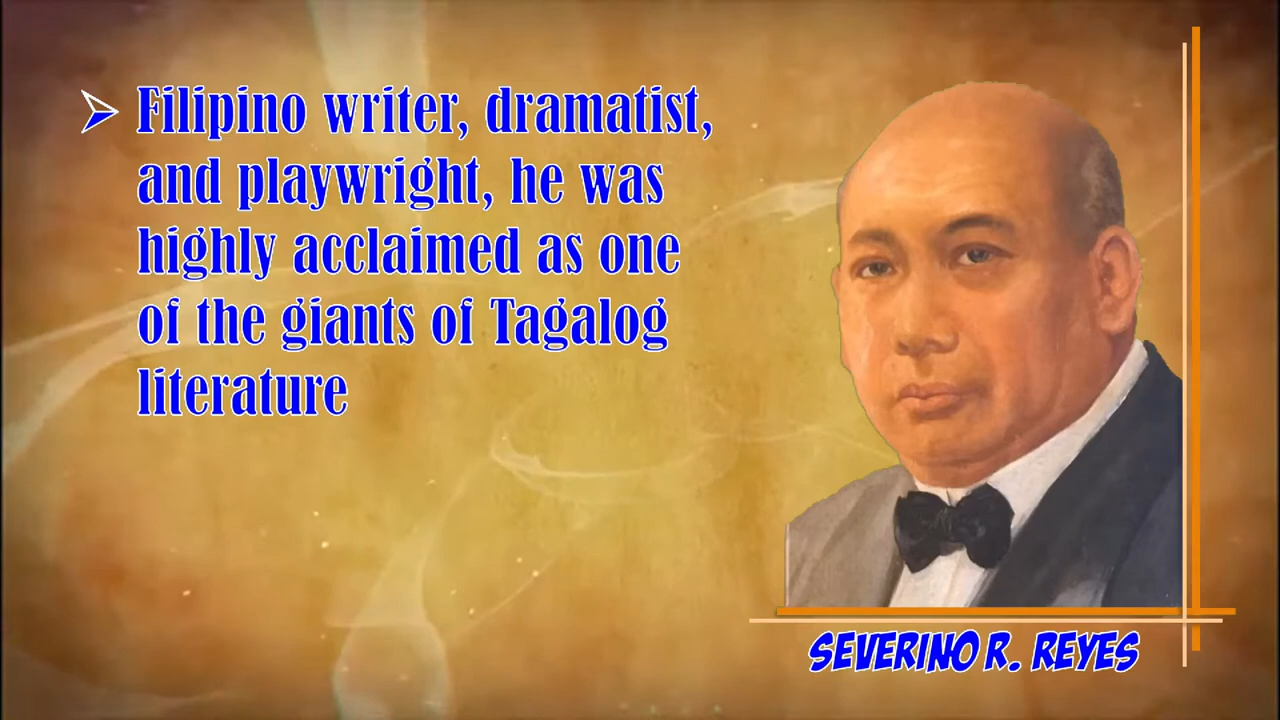 Filipino writer, dramatist,
and playwright, he was
highly acclaimed as one
of the giants of Tagalog
literature
SEVERINO R. REYES